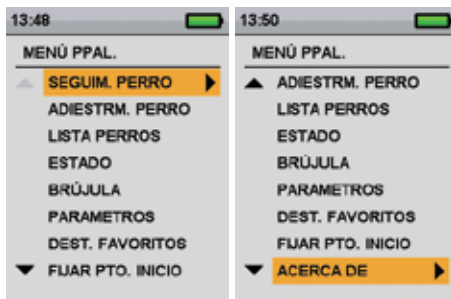 13:48
MENÚ PPAL.
SEGUIM. PERRO
ADIESTRM. PERRO
LISTA PERROS
ESTADO
BRÚJULA
PARAMETROS
DEST. FAVORITOS
FIJAR PTO. INICIO
13:50
MENÚ PPAL.
ADIESTRM. PERRO
LISTA PERROS
ESTADO
BRÚJULA
PARAMETROS
DEST. FAVORITOS
FIJAR PTO. INICIO
ACERCA DE